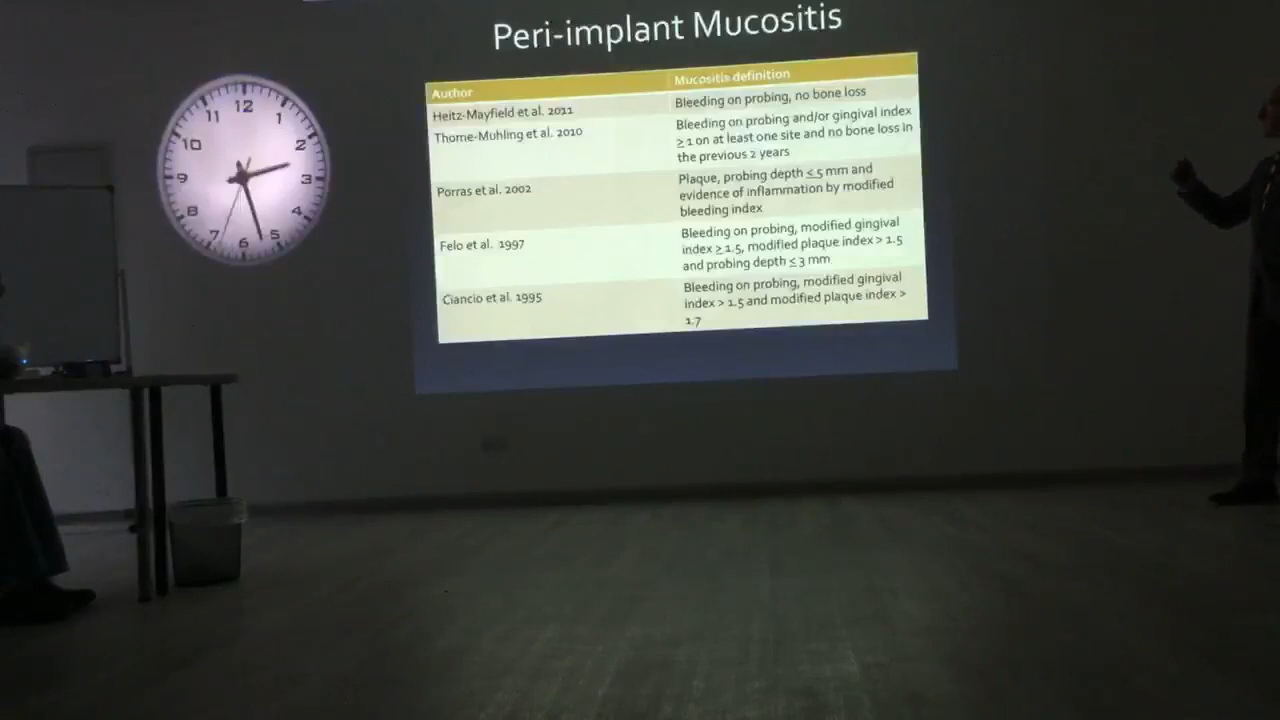 Peri-implant Mucositis
Author
Mucositis definition
Heitz-Mayfield et al. 2011
Bleeding on probing, no bone loss
Thorne-Muhling et al. 2010
Bleeding on probing and/or gingival index
≥ 1 on at least one site and no bone loss in
the previous 2 years
Porras et al. 2002
Plaque, probing depth ≤ 5 mm and
evidence of inflammation by modified
bleeding index
Felo et al. 1997
Bleeding on probing, modified gingival
index ≥ 1.5, modified plaque index > 1.5
and probing depth ≤ 3 mm
Ciancio et al. 1995
Bleeding on probing, modified gingival
index > 1.5 and modified plaque index >
1.7
12
1
2
3
4
5
6
7
8
9
10
11